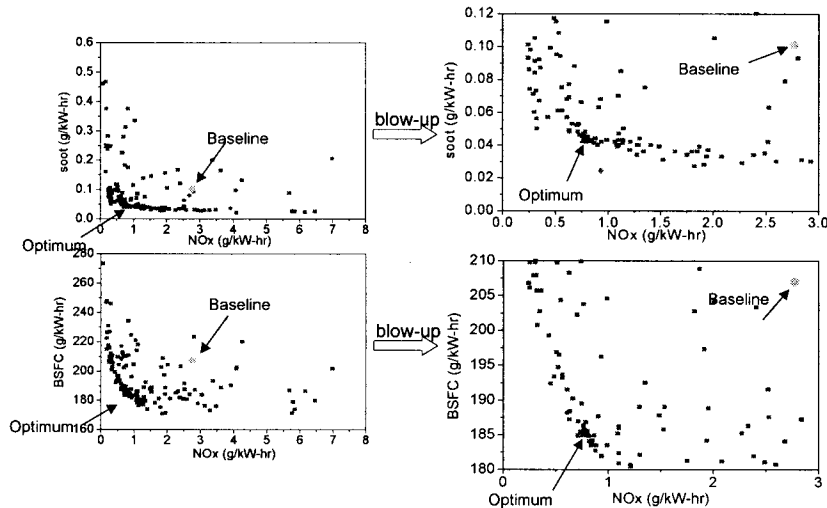 0.6
0.5
0.4
0.3
0.2
0.1
0.0
soot (g/kW-hr)
Baseline
Optimum
0 1 2 3 4 5 6 7 8
NOx (g/kW-hr)
blow-up
0.12
0.10
0.08
0.06
0.04
0.02
0.00
soot (g/kW-hr)
Baseline
Optimum
0.0 0.5 1.0 1.5 2.0 2.5 3.0
NOx (g/kW-hr)
280
260
240
220
200
180
160
BSFC (g/kW-hr)
Baseline
Optimum
0 1 2 3 4 5 6 7 8
NOx (g/kW-hr)
blow-up
210
205
200
195
190
185
180
BSFC (g/kW-hr)
Baseline
Optimum
0 1 2 3
NOx (g/kW-hr)